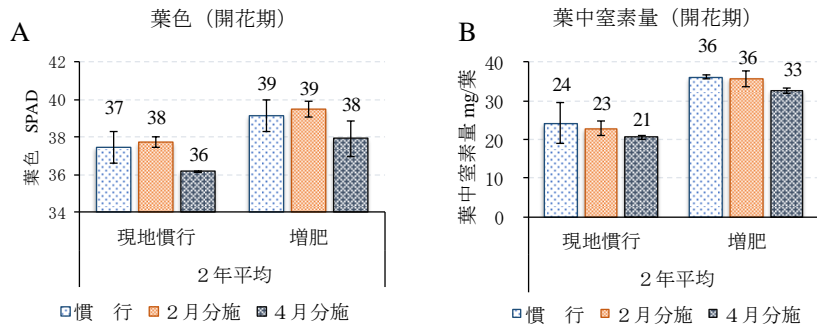 A
葉色（開花期）
葉色 SPAD
42
40
38
36
34
37
38
36
39
39
38
現地慣行
増肥
２年平均
慣　行
２月分施
４月分施
B
葉中窒素量（開花期）
葉中窒素量 mg/葉
40
30
20
10
0
24
23
21
36
36
33
現地慣行
増肥
２年平均
慣　行
２月分施
４月分施